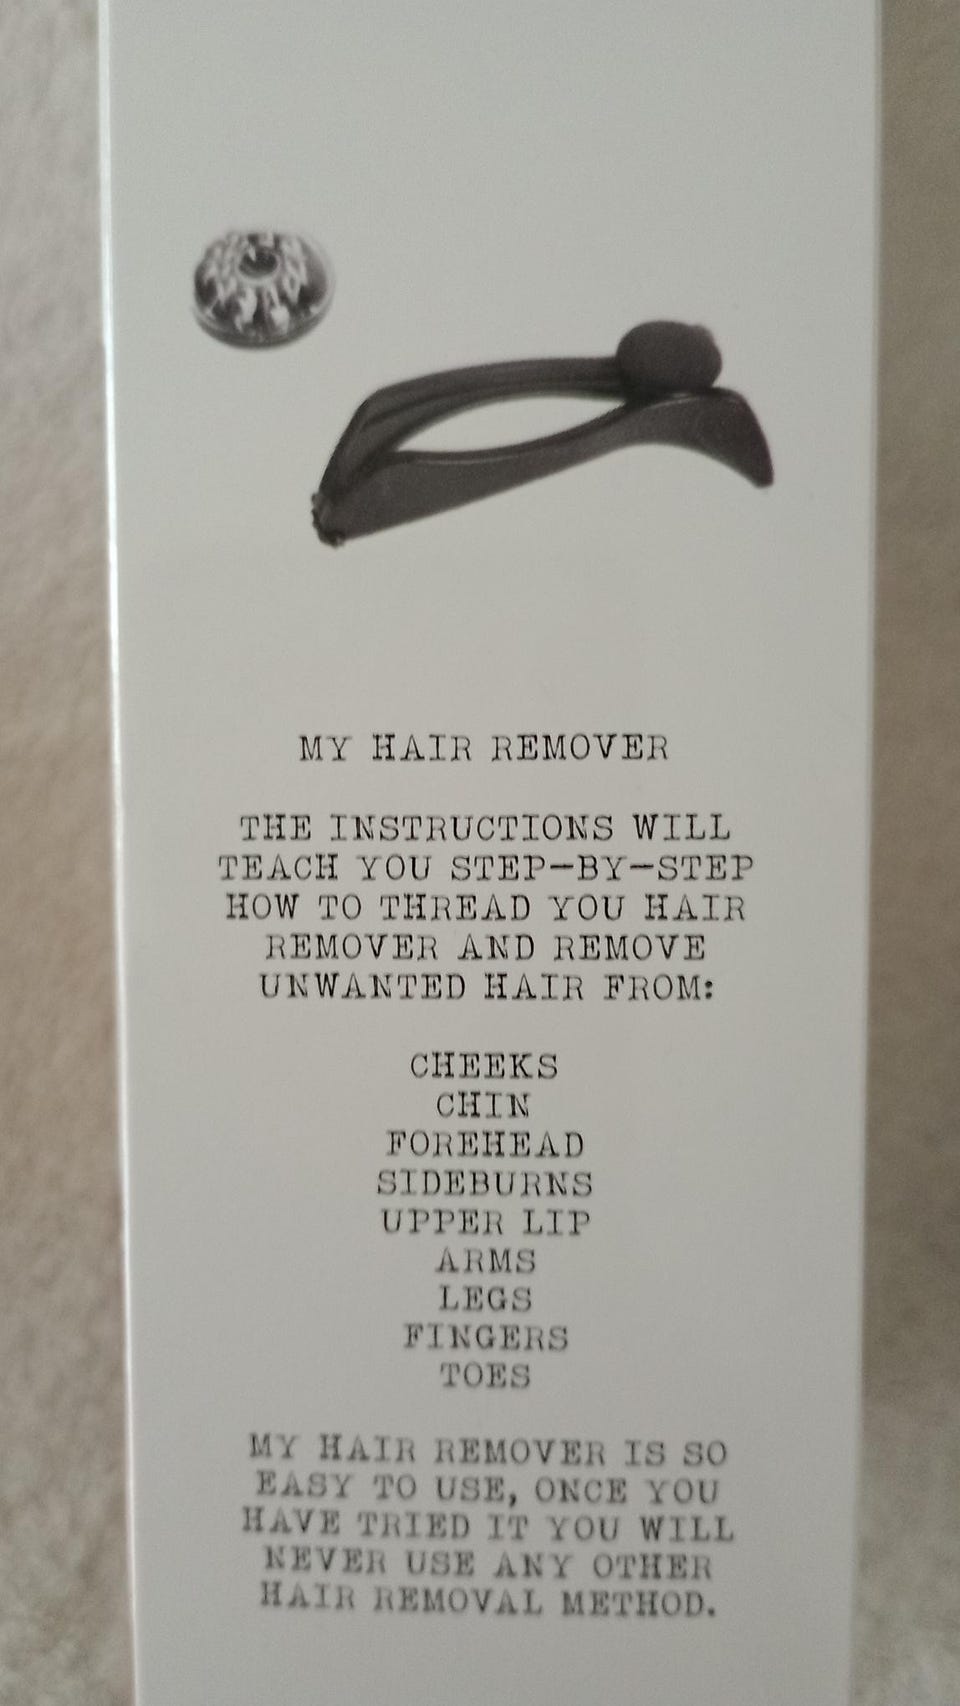 MY HAIR REMOVER
THE INSTRUCTIONS WILL
TEACH YOU STEP-BY-STEP
HOW TO THREAD YOU HAIR
REMOVER AND REMOVE
UNWANTED HAIR FROM:
CHEEKS
CHIN
FOREHEAD
SIDEBURNS
UPPER LIP
ARMS
LEGS
FINGERS
TOES
MY HAIR REMOVER IS SO
EASY TO USE, ONCE YOU
HAVE TRIED IT YOU WILL
NEVER USE ANY OTHER
HAIR REMOVAL METHOD.